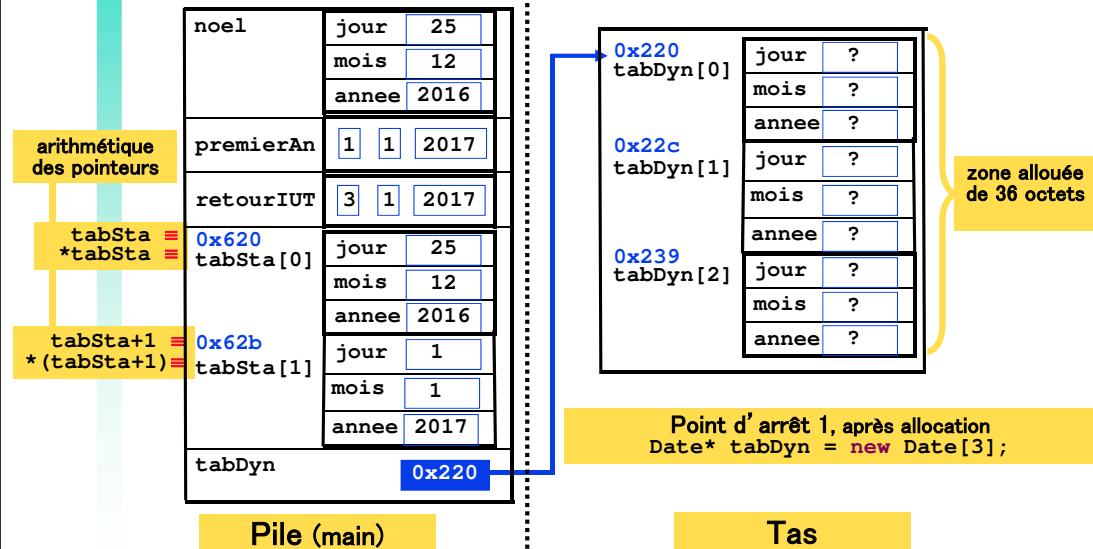 noel
jour 25
mois 12
annee 2016
premierAn 1 1 2017
retourIUT 3 1 2017
arithmétique
des pointeurs
tabSta ≡
*tabSta ≡
0x620
tabSta[0]
jour 25
mois 12
annee 2016
tabSta+1 ≡
*(tabSta+1)≡
0x62b
tabSta[1]
jour 1
mois 1
annee 2017
tabDyn
0x220
Pile (main)
0x220
tabDyn[0]
jour ?
mois ?
annee ?
0x22c
tabDyn[1]
jour ?
mois ?
annee ?
0x239
tabDyn[2]
jour ?
mois ?
annee ?
zone allouée
de 36 octets
Point d'arrêt 1, après allocation
Date* tabDyn = new Date[3];
Tas